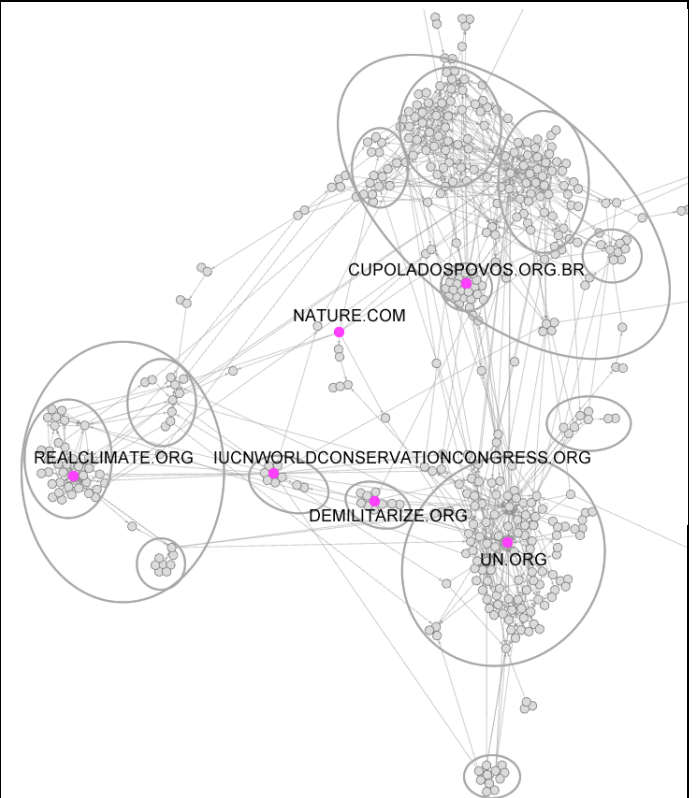 CUPOLADOSPOVOS.ORG.BR
NATURE.COM
REALCLIMATE.ORG
IUCNWORLDCONSERVATIONCONGRESS.ORG
DEMILITARIZE.ORG
UN.ORG